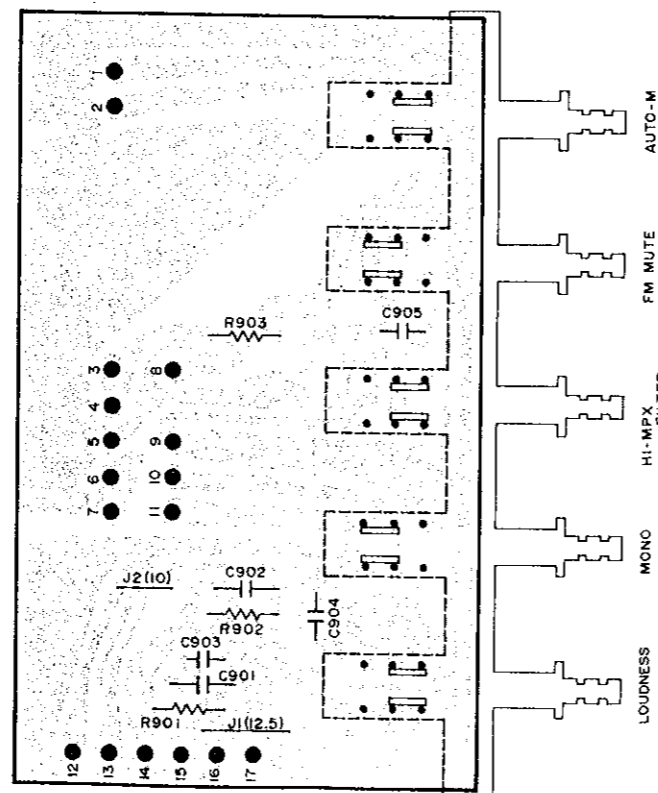 1
2
AUTO-M
FM MUTE
R903
C905
3
8
4
5
9
6
10
7
11
HI-MPX
MONO
J2(10)
C902
R902
C904
C903
C901
R901
J1(12.5)
LOUDNESS
12
13
14
15
16
17